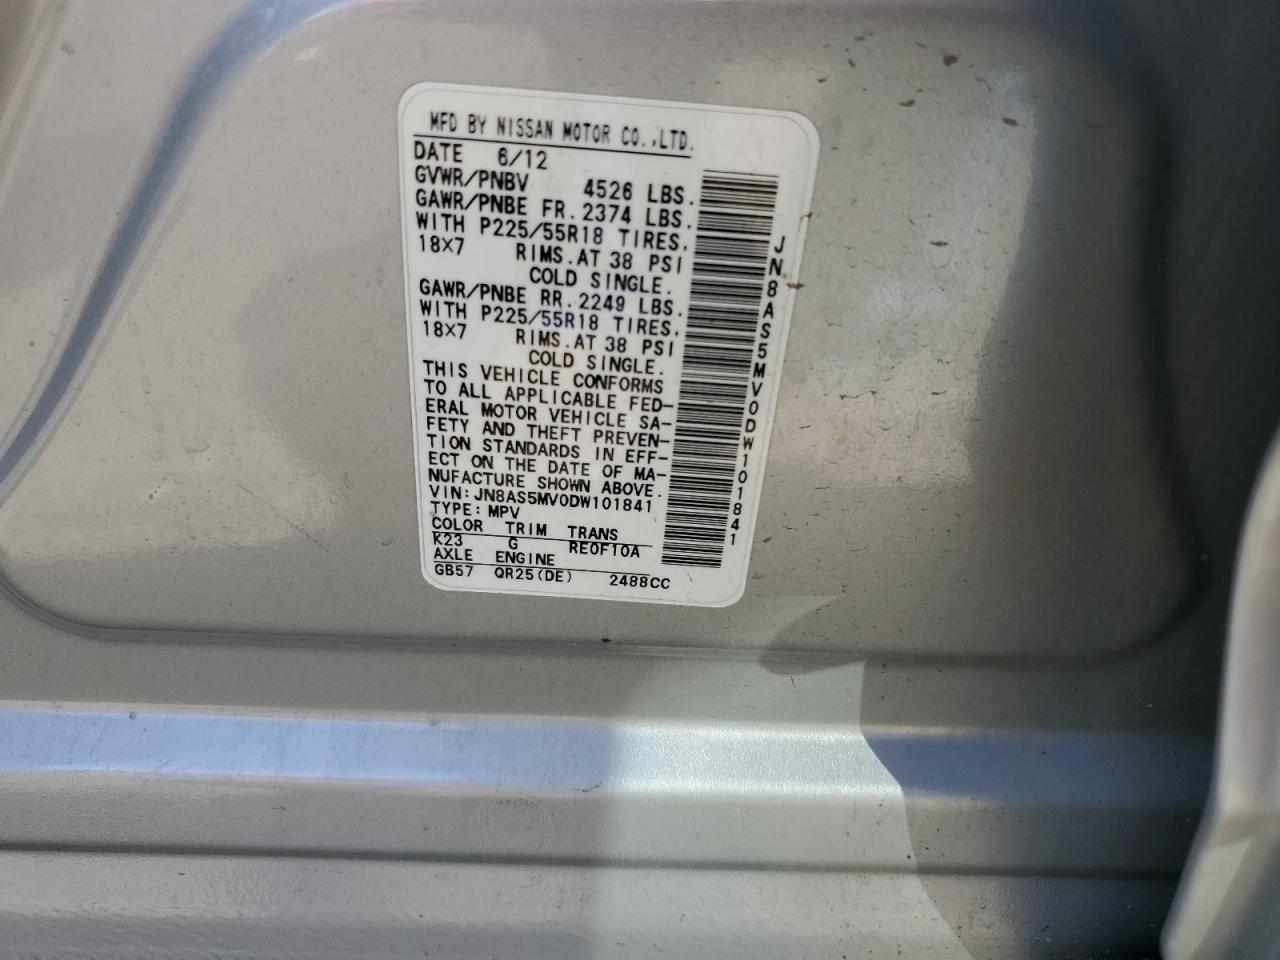 MFD BY NISSAN MOTOR CO.,LTD.
DATE 6/12
GVWR/PNBV 4526 LBS.
GAWR/PNBE FR. 2374 LBS.
WITH P225/55R18 TIRES,
18X7 RIMS.AT 38 PSI
COLD SINGLE.
GAWR/PNBE RR. 2249 LBS.
WITH P225/55R18 TIRES,
18X7 RIMS.AT 38 PSI
COLD SINGLE.
THIS VEHICLE CONFORMS
TO ALL APPLICABLE FED-
ERAL MOTOR VEHICLE SA-
FETY AND THEFT PREVEN-
TION STANDARDS IN EFF-
ECT ON THE DATE OF MA-
NUFACTURE SHOWN ABOVE.
VIN: JN8AS5MV0DW101841
TYPE: MPV
COLOR TRIM TRANS
K23 G RE0F10A
AXLE ENGINE
GB57 QR25(DE) 2488CC
JN8AS5MV0DW101841